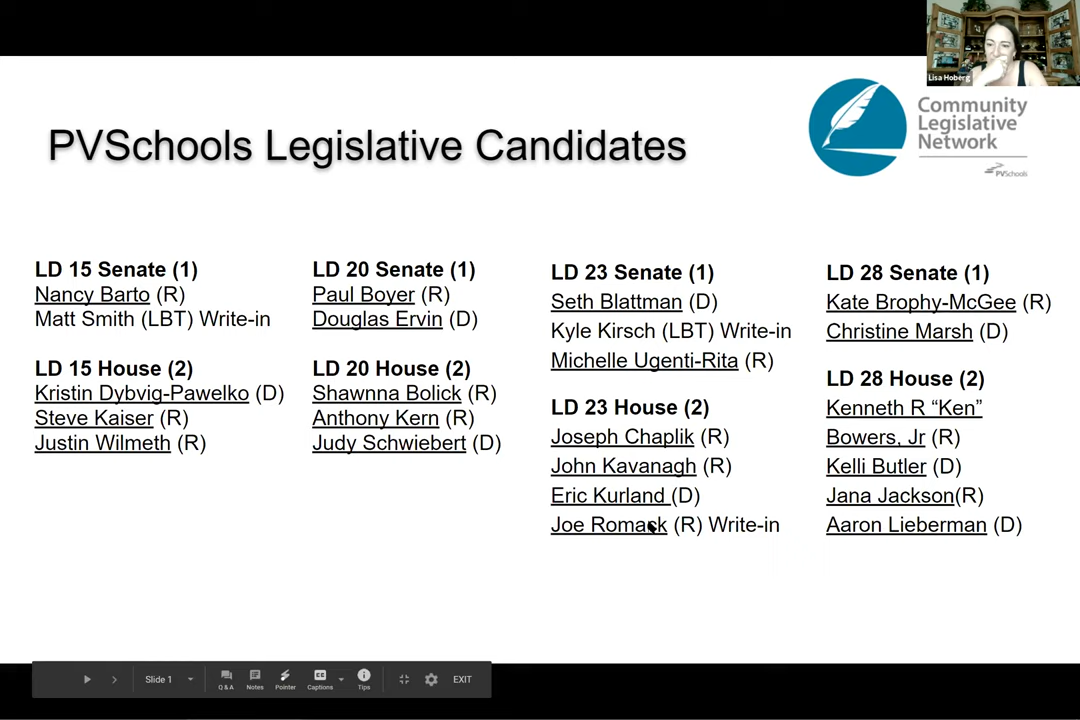 Lisa Hoberg
PVSchools Legislative Candidates
Community
Legislative
Network
PVSchools
LD 15 Senate (1)
Nancy Barto (R)
Matt Smith (LBT) Write-in
LD 15 House (2)
Kristin Dybvig-Pawelko (D)
Steve Kaiser (R)
Justin Wilmeth (R)
LD 20 Senate (1)
Paul Boyer (R)
Douglas Ervin (D)
LD 20 House (2)
Shawnna Bolick (R)
Anthony Kern (R)
Judy Schwiebert (D)
LD 23 Senate (1)
Seth Blattman (D)
Kyle Kirsch (LBT) Write-in
Michelle Ugenti-Rita (R)
LD 23 House (2)
Joseph Chaplik (R)
John Kavanagh (R)
Eric Kurland (D)
Joe Romack (R) Write-in
LD 28 Senate (1)
Kate Brophy-McGee (R)
Christine Marsh (D)
LD 28 House (2)
Kenneth R “Ken”
Bowers, Jr (R)
Kelli Butler (D)
Jana Jackson(R)
Aaron Lieberman (D)
Slide 1
Q & A
Notes
Pointer
CC
Captions
Tips
EXIT